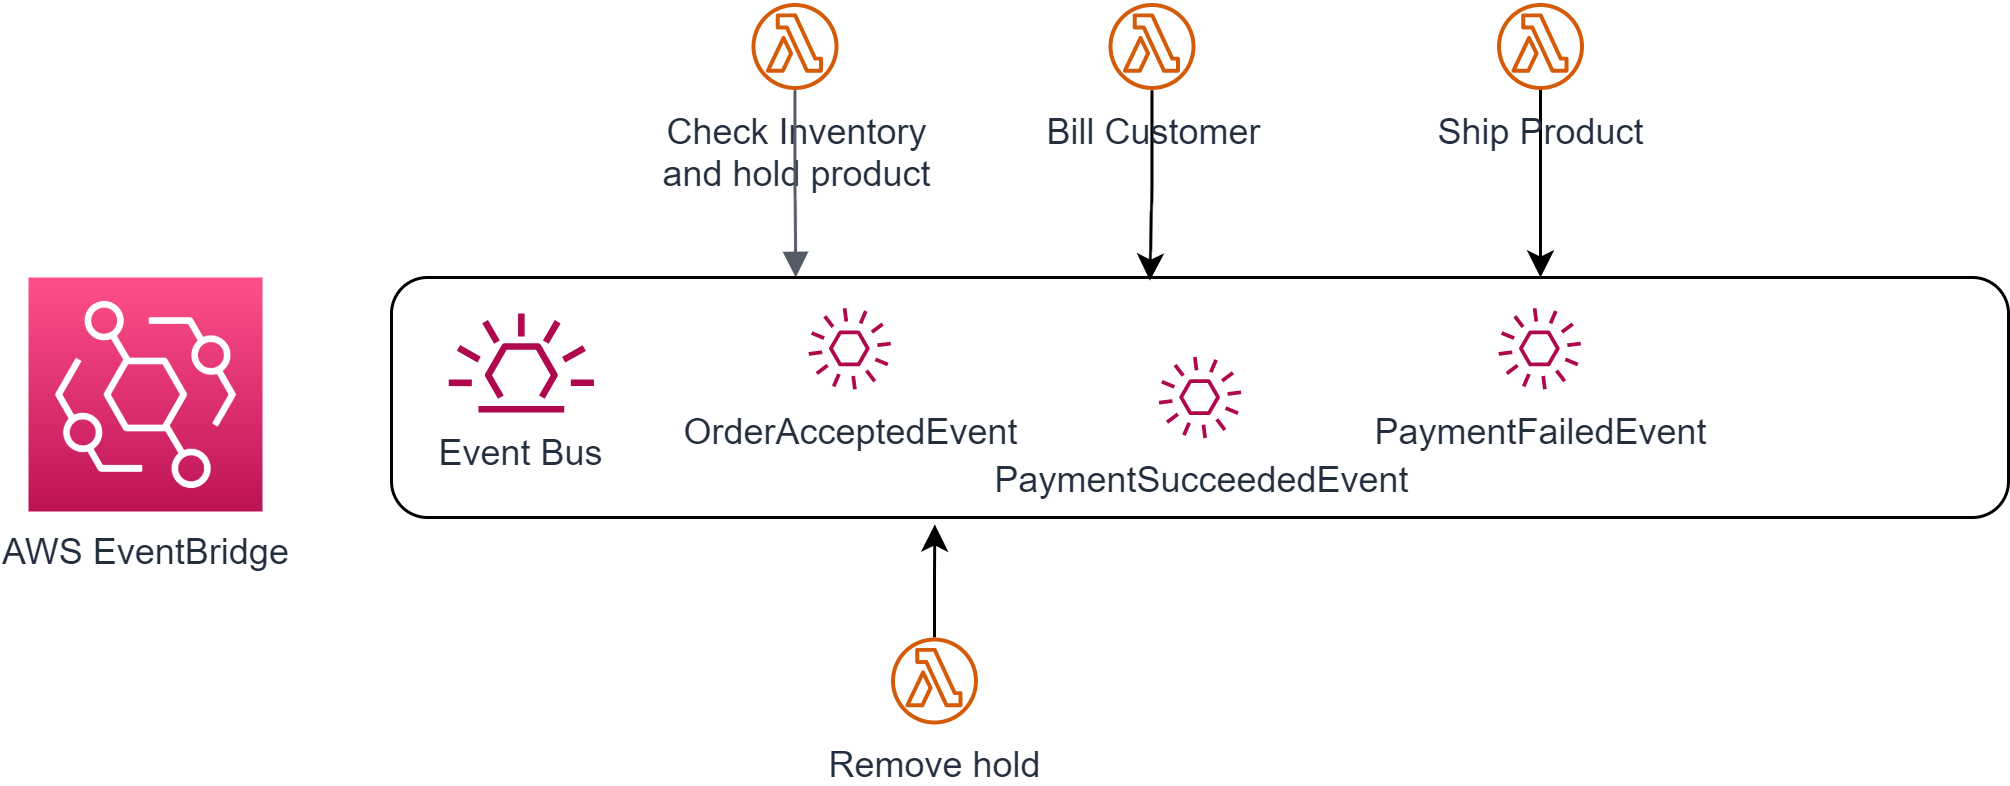 Check Inventory
and hold product
Bill Customer
Ship Product
AWS EventBridge
Event Bus
OrderAcceptedEvent
PaymentSucceededEvent
PaymentFailedEvent
Remove hold